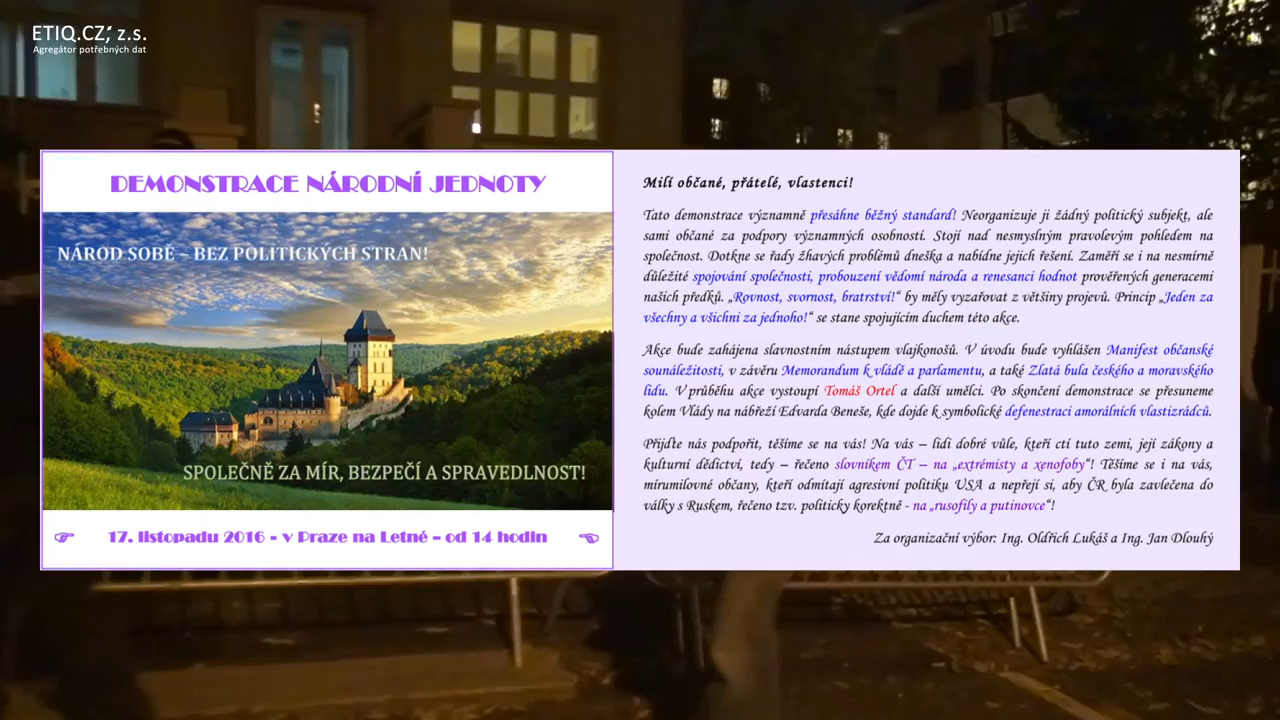 ETIQ.CZ, z.s.
Agregátor potřebných dat
DEMONSTRACE NÁRODNÍ JEDNOTY
NÁROD SOBĚ – BEZ POLITICKÝCH STRAN!
SPOLEČNĚ ZA MÍR, BEZPEČÍ A SPRAVEDLNOST!
17. listopadu 2016 - v Praze na Letné - od 14 hodin
Milí občané, přátelé, vlastenci!
Tato demonstrace významně přesáhne běžný standard! Neorganizuje ji žádný politický subjekt, ale
sami občané za podpory významných osobností. Stojí nad nesmyslným pravolevým pohledem na
společnost. Dotkne se řady žhavých problémů dneška a nabídne jejich řešení. Zaměří se i na nesmírně
důležité spojování společnosti, probouzení vědomí národa a renesanci hodnot prověřených generacemi
našich předků. „Rovnost, svornost, bratrství!“ by měly vyzařovat z většiny projevů. Princip „Jeden za
všechny a všichni za jednoho!“ se stane spojujícím duchem této akce.
Akce bude zahájena slavnostním nástupem vlajkonošů. V úvodu bude vyhlášen Manifest občanské
sounáležitosti, v závěru Memorandum k vládě a parlamentu, a také Zlatá bula českého a moravského
lidu. V průběhu akce vystoupí Tomáš Ortel a další umělci. Po skončení demonstrace se přesuneme
kolem Vlády na nábřeží Edvarda Beneše, kde dojde k symbolické defenestraci amorálních vlastizrádců.
Přijďte nás podpořit, těšíme se na vás! Na vás – lidi dobré vůle, kteří ctí tuto zemi, její zákony a
kulturní dědictví, tedy – řečeno slovníkem ČT – na „extrémisty a xenofoby“! Těšíme se i na vás,
mírumilovné občany, kteří odmítají agresivní politiku USA a nepřejí si, aby ČR byla zavlečena do
války s Ruskem, řečeno tzv. politicky korektně - na „rusofily a putinovce“!
Za organizační výbor: Ing. Oldřich Lukáš a Ing. Jan Dlouhý